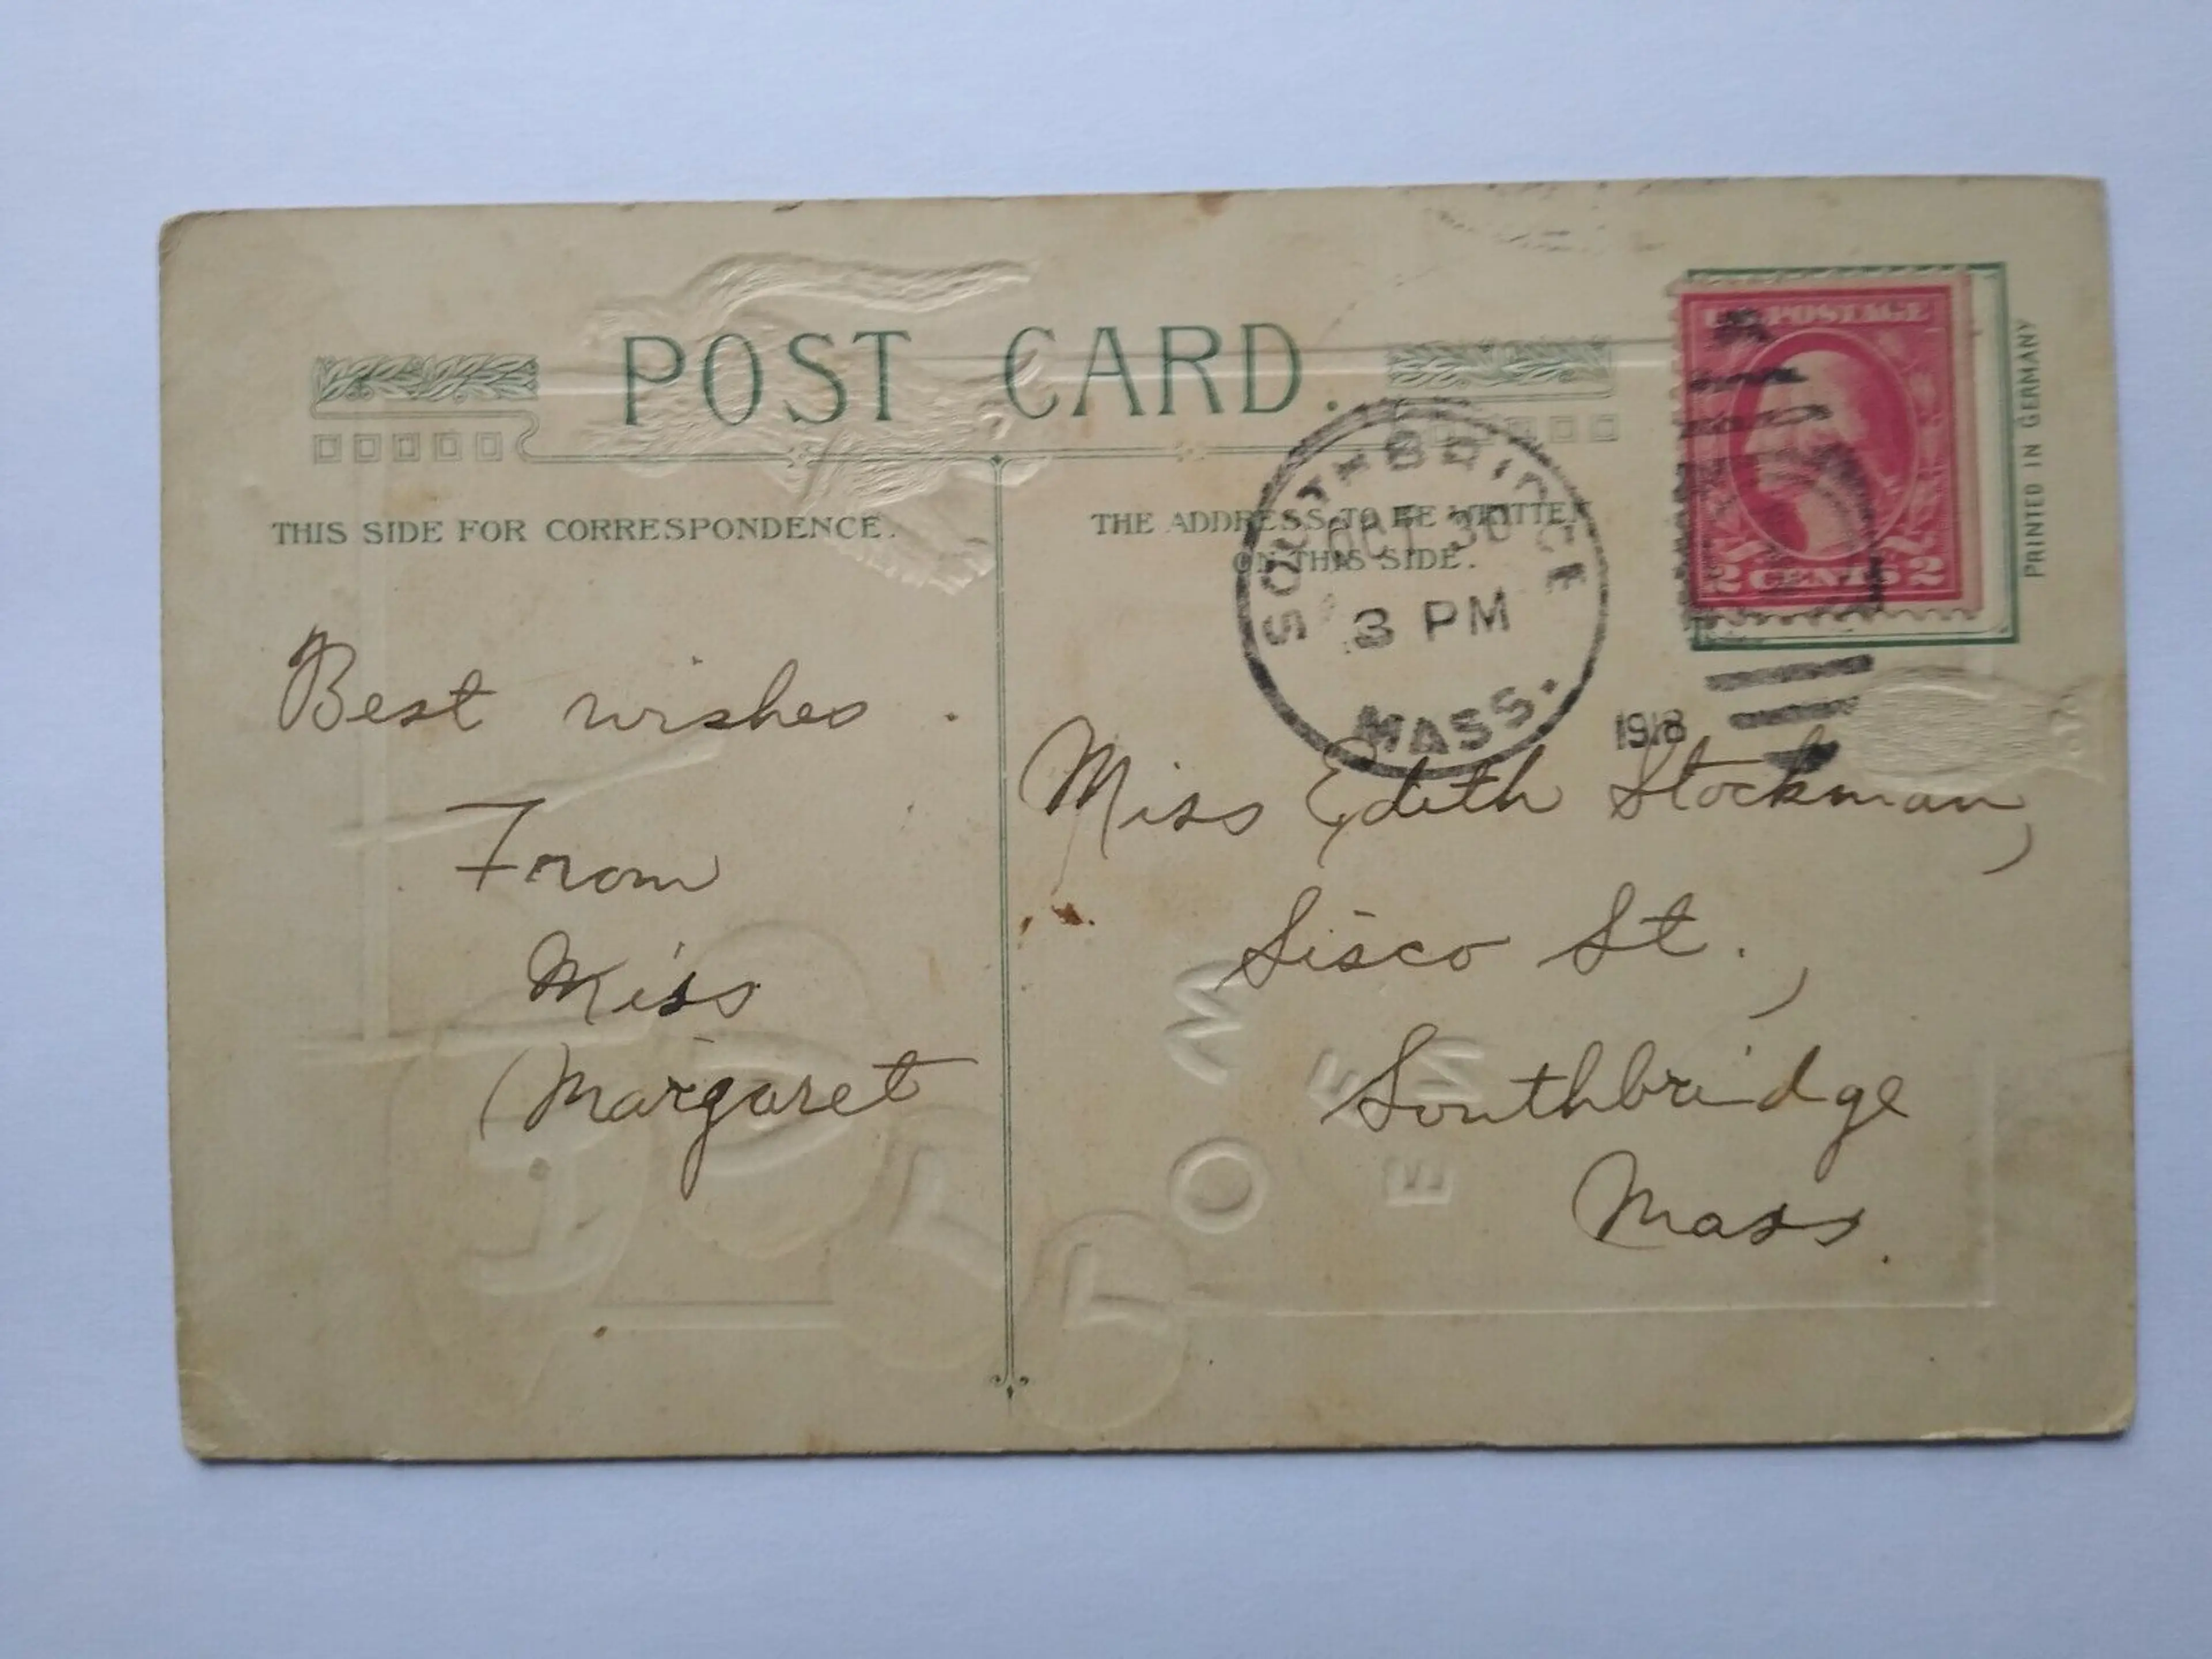 POST CARD.
THIS SIDE FOR CORRESPONDENCE.
THE ADDRESS TO BE WRITTEN
ON THIS SIDE.
U.S. POSTAGE
2 CENTS 2
PRINTED IN GERMANY
SOUTHBRIDGE
OCT 30
3 PM
MASS.
1918
Best wishes.
From
Miss
Margaret
Miss Edith Stockman,
Sisco St.,
Southbridge
Mass.